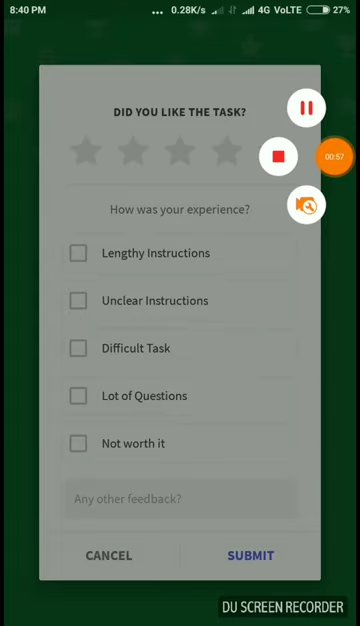 8:40 PM ... 0.28K/s 4G VoLTE 27%
DID YOU LIKE THE TASK?
00:57
How was your experience?
Lengthy Instructions
Unclear Instructions
Difficult Task
Lot of Questions
Not worth it
Any other feedback?
CANCEL SUBMIT
DU SCREEN RECORDER